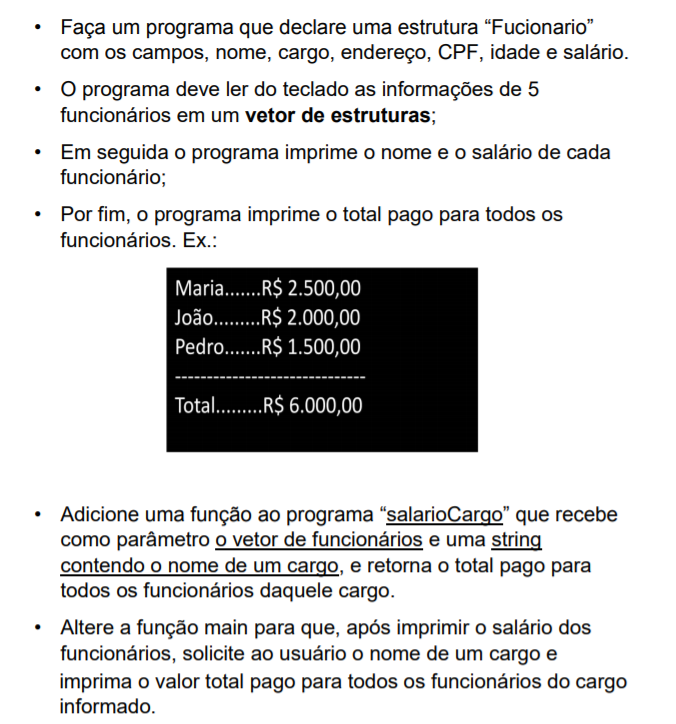 • Faça um programa que declare uma estrutura “Fucionario”
com os campos, nome, cargo, endereço, CPF, idade e salário.
• O programa deve ler do teclado as informações de 5
funcionários em um vetor de estruturas;
• Em seguida o programa imprime o nome e o salário de cada
funcionário;
• Por fim, o programa imprime o total pago para todos os
funcionários. Ex.:
Maria.......R$ 2.500,00
João.........R$ 2.000,00
Pedro.......R$ 1.500,00
------------------------------
Total.........R$ 6.000,00
• Adicione uma função ao programa “salarioCargo” que recebe
como parâmetro o vetor de funcionários e uma string
contendo o nome de um cargo, e retorna o total pago para
todos os funcionários daquele cargo.
• Altere a função main para que, após imprimir o salário dos
funcionários, solicite ao usuário o nome de um cargo e
imprima o valor total pago para todos os funcionários do cargo
informado.